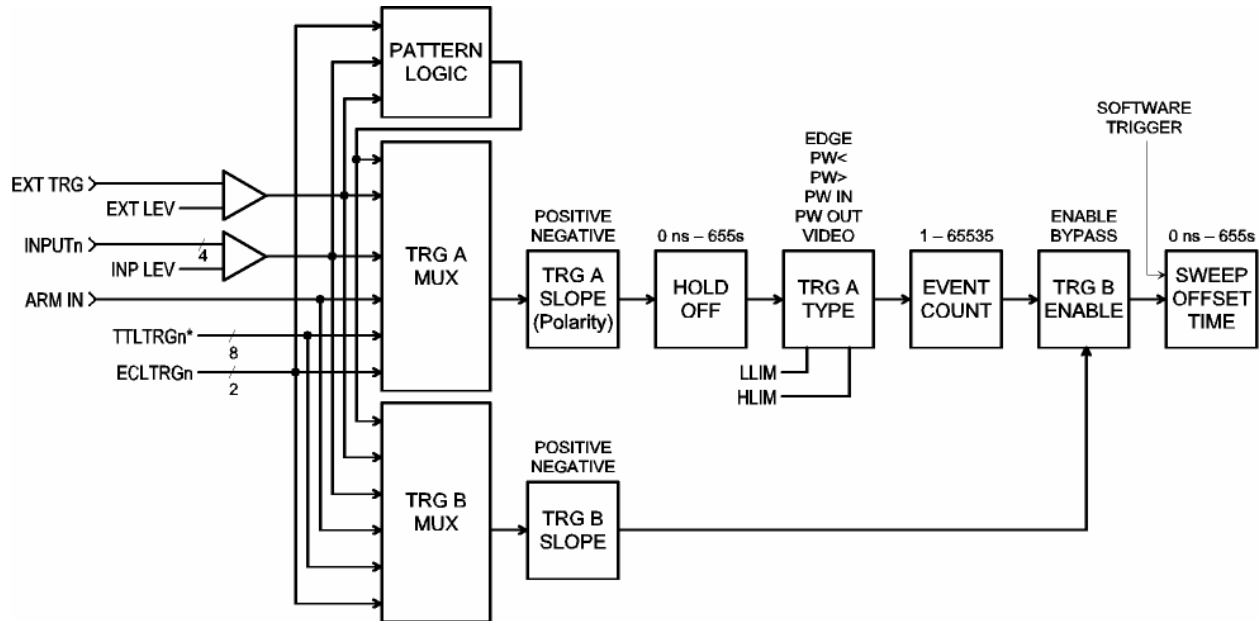 PATTERN
LOGIC
SOFTWARE
TRIGGER
EXT TRG
EXT LEV
INPUTn
4
INP LEV
ARM IN
TTLTRGn*
8
ECLTRGn
2
TRG A
MUX
POSITIVE
NEGATIVE
TRG A
SLOPE
(Polarity)
0 ns – 655s
HOLD
OFF
EDGE
PW<
PW>
PW IN
PW OUT
VIDEO
TRG A
TYPE
LLIM
HLIM
1 – 65535
EVENT
COUNT
ENABLE
BYPASS
TRG B
ENABLE
0 ns – 655s
SWEEP
OFFSET
TIME
TRG B
MUX
POSITIVE
NEGATIVE
TRG B
SLOPE